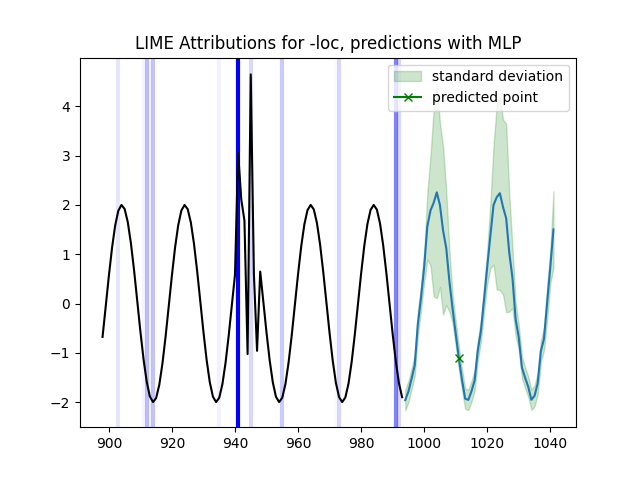 LIME Attributions for -loc, predictions with MLP
standard deviation
predicted point
4
3
2
1
0
−1
−2
900 920 940 960 980 1000 1020 1040